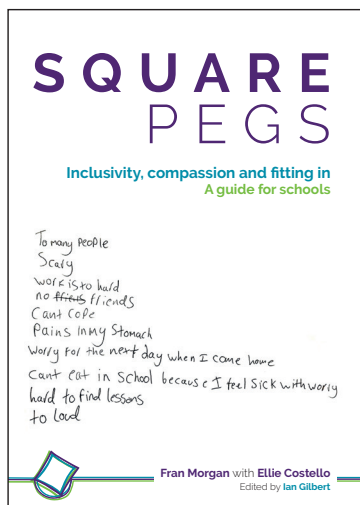 SQUARE
PEGS
Inclusivity, compassion and fitting in
A guide for schools
To many people
Scary
work is to hard
no ffriens friends
Cant cope
Pains in my Stomach
Worry for the next day when I come home
Cant eat in School because I feel Sick with worry
hard to find lessons
to loud
Fran Morgan with Ellie Costello
Edited by Ian Gilbert